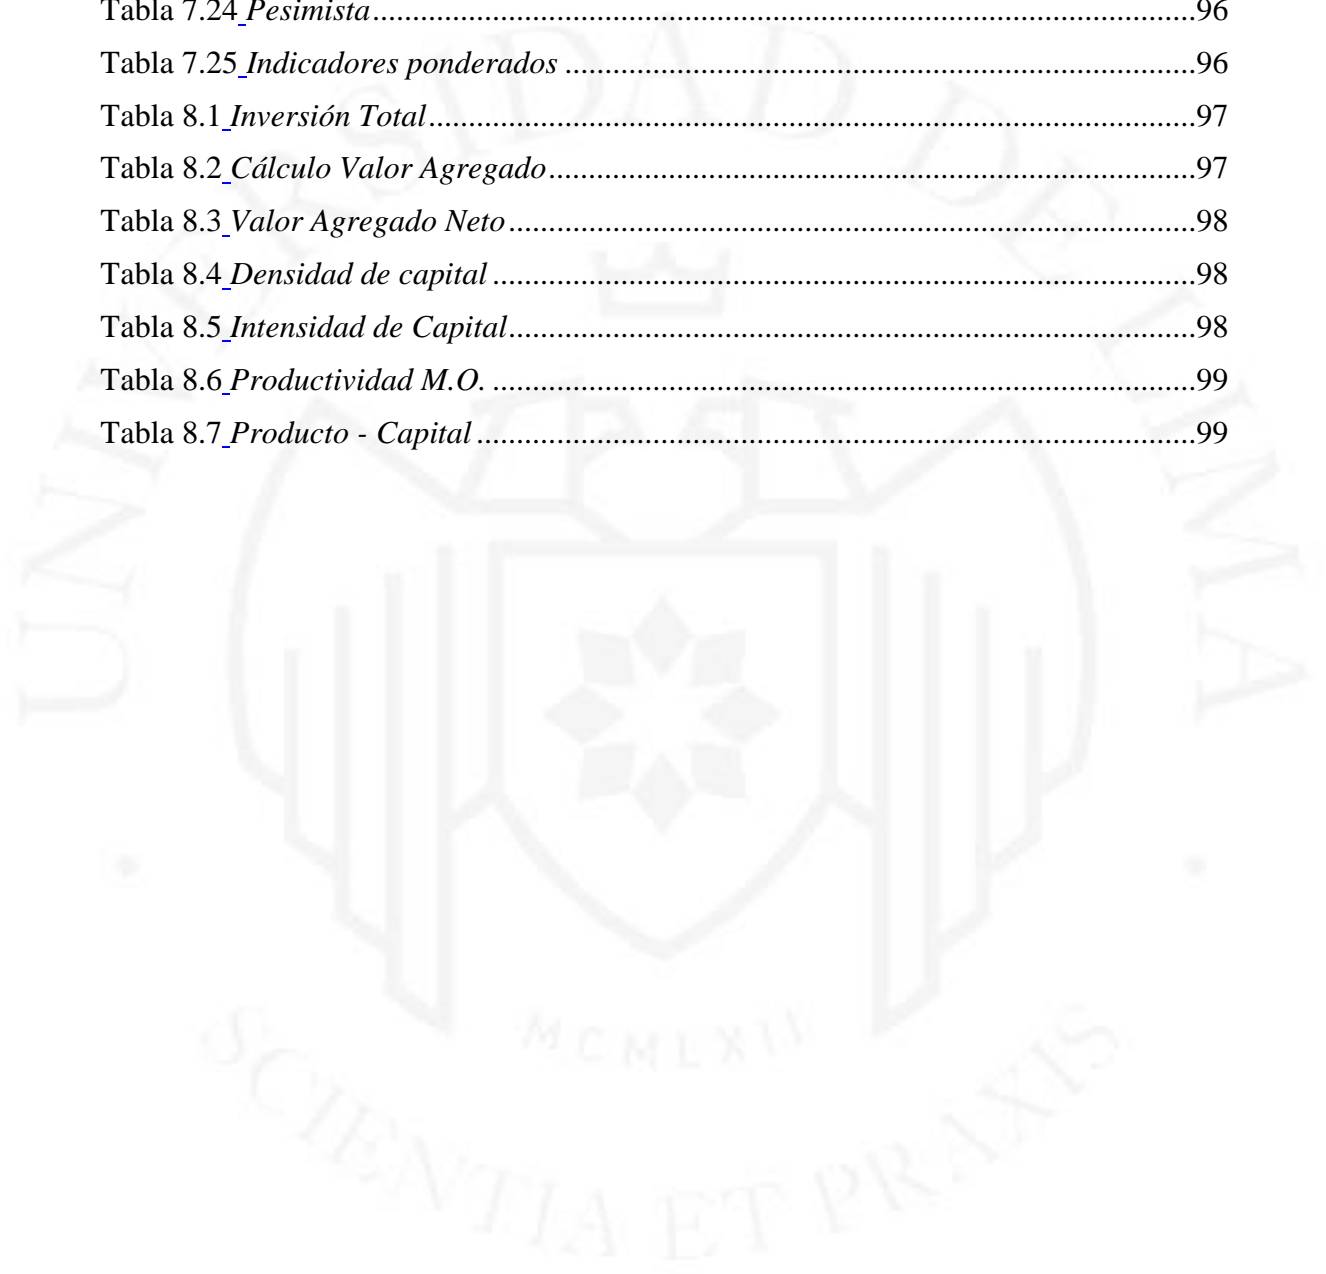 Tabla 7.24 Pesimista.......................................................................................................96
Tabla 7.25 Indicadores ponderados ...............................................................................96
Tabla 8.1 Inversión Total................................................................................................97
Tabla 8.2 Cálculo Valor Agregado.................................................................................97
Tabla 8.3 Valor Agregado Neto......................................................................................98
Tabla 8.4 Densidad de capital ........................................................................................98
Tabla 8.5 Intensidad de Capital......................................................................................98
Tabla 8.6 Productividad M.O. ........................................................................................99
Tabla 8.7 Producto - Capital ..........................................................................................99
UNIVERSIDAD DE LIMA
MCMLXII
SCIENTIA ET PRAXIS